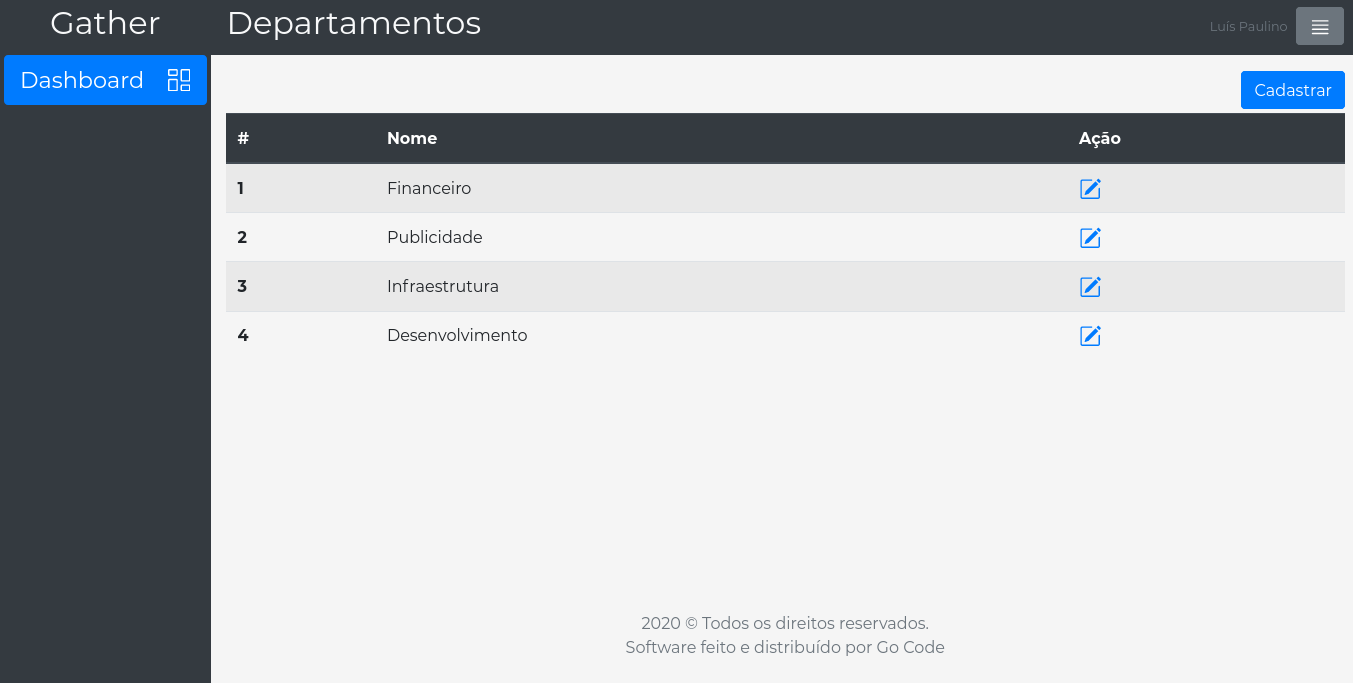 Gather
Departamentos
Luís Paulino
Dashboard
Cadastrar
# Nome Ação
1 Financeiro
2 Publicidade
3 Infraestrutura
4 Desenvolvimento
2020 © Todos os direitos reservados.
Software feito e distribuído por Go Code